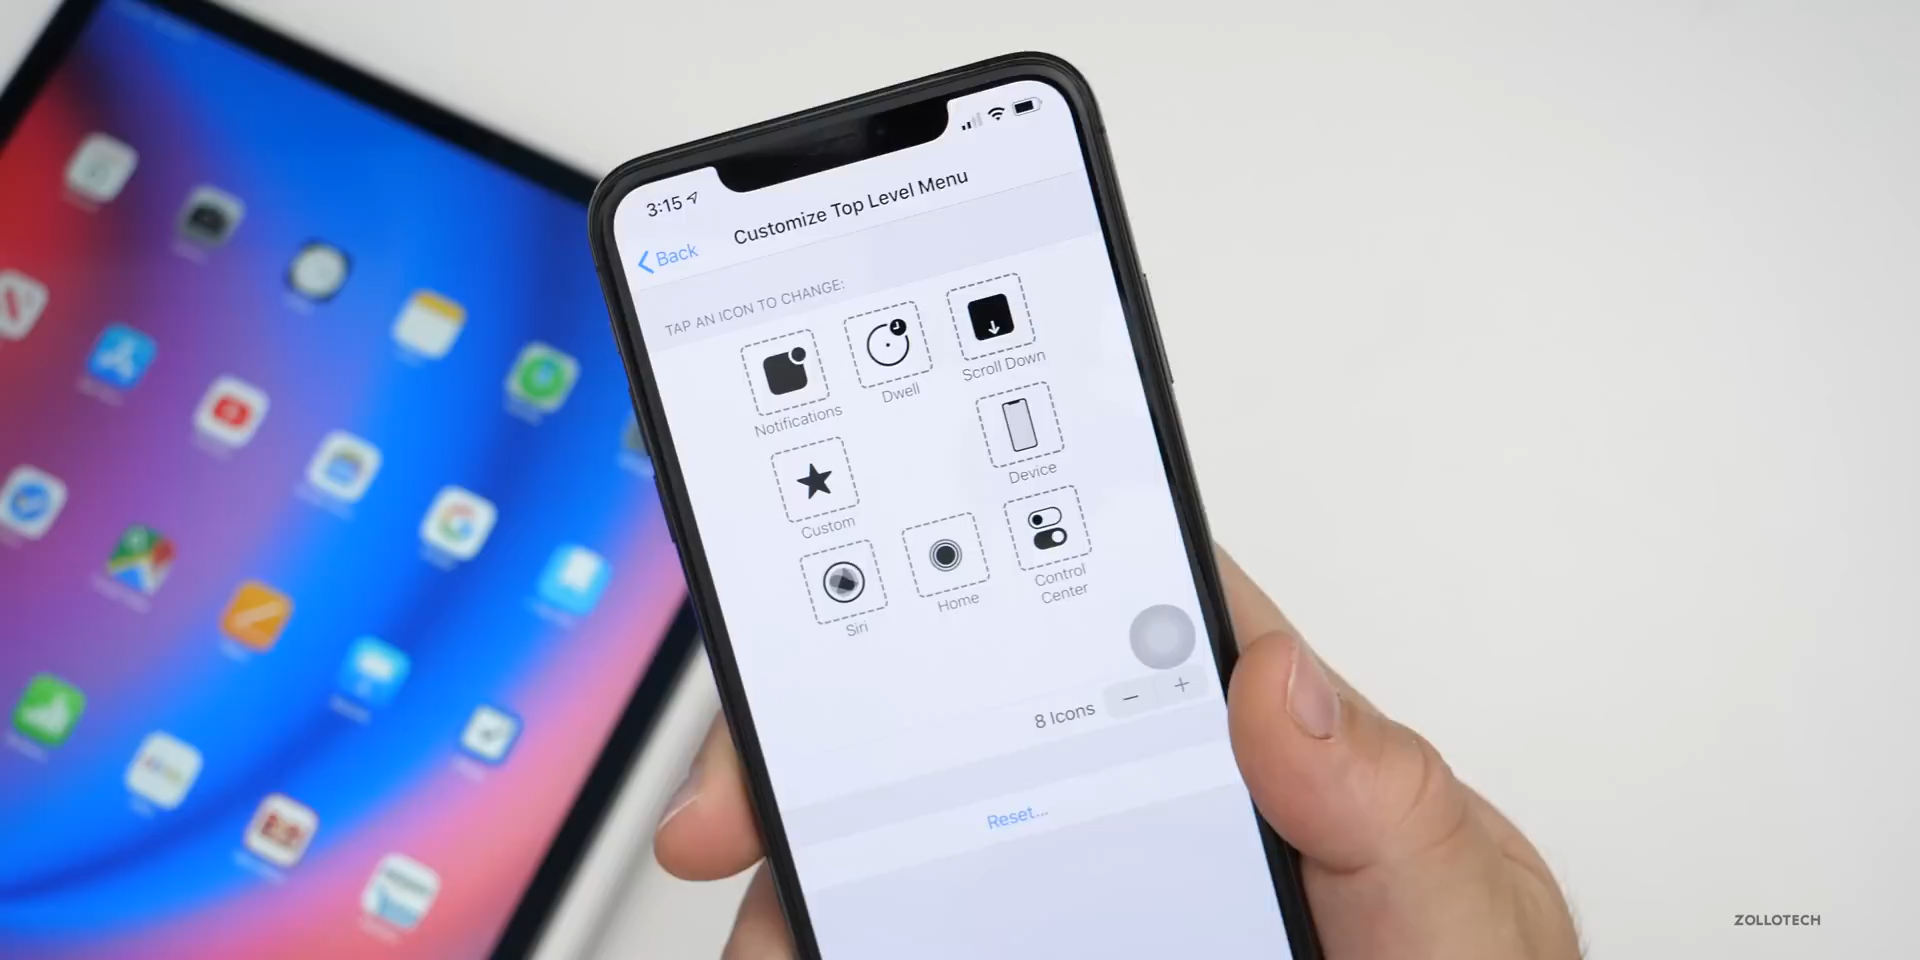 3:15
Back
Customize Top Level Menu
TAP AN ICON TO CHANGE:
Notifications
Dwell
Scroll Down
Custom
Device
Siri
Home
Control
Center
8 Icons
Reset...
ZOLLOTECH